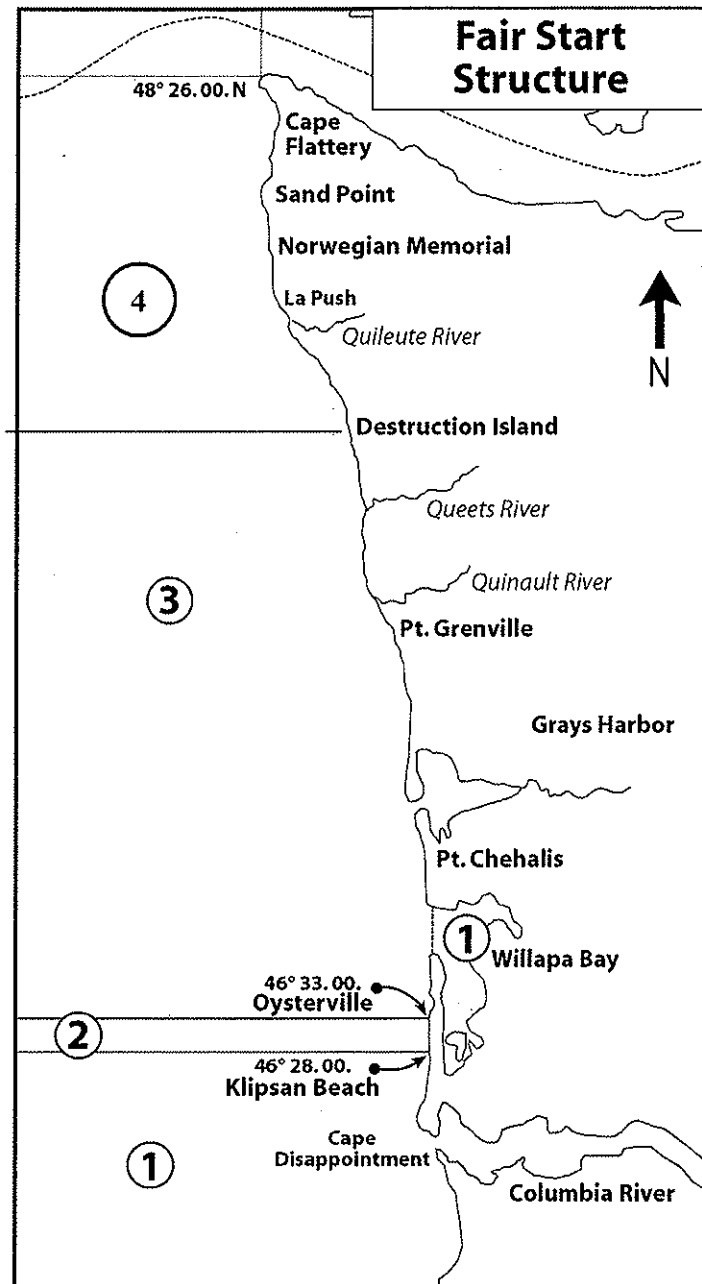 Fair Start
Structure
48° 26.00. N
Cape
Flattery
Sand Point
Norwegian Memorial
4
La Push
Quileute River
N
Destruction Island
Queets River
Quinault River
3
Pt. Grenville
Grays Harbor
Pt. Chehalis
1
Willapa Bay
46° 33.00.
Oysterville
2
46° 28.00.
Klipsan Beach
Cape
Disappointment
1
Columbia River